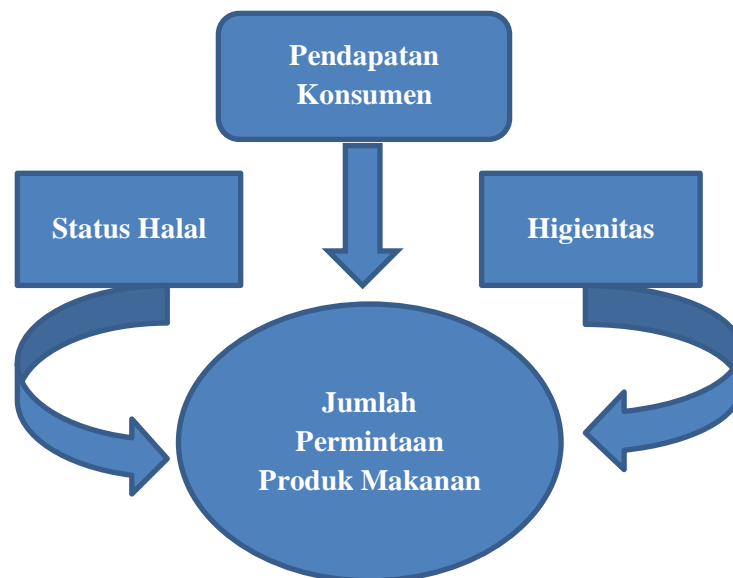 Pendapatan
Konsumen
Status Halal
Higienitas
Jumlah
Permintaan
Produk Makanan